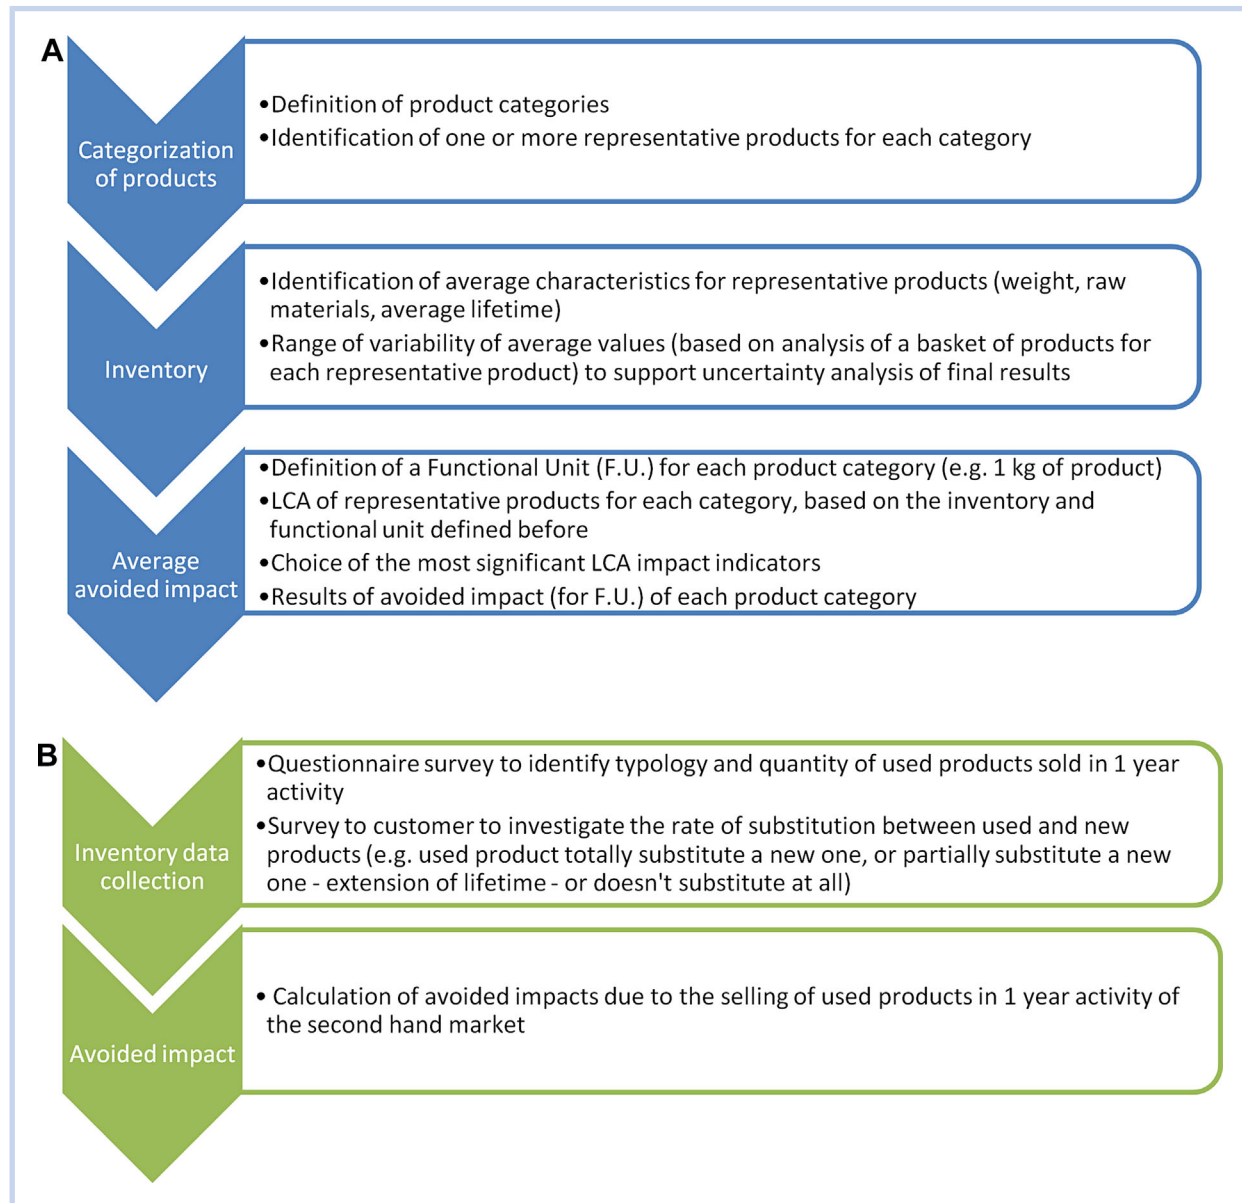 A
Categorization
of products
•Definition of product categories
•Identification of one or more representative products for each category
Inventory
•Identification of average characteristics for representative products (weight, raw
materials, average lifetime)
•Range of variability of average values (based on analysis of a basket of products for
each representative product) to support uncertainty analysis of final results
Average
avoided impact
•Definition of a Functional Unit (F.U.) for each product category (e.g. 1 kg of product)
•LCA of representative products for each category, based on the inventory and
functional unit defined before
•Choice of the most significant LCA impact indicators
•Results of avoided impact (for F.U.) of each product category
B
Inventory data
collection
•Questionnaire survey to identify typology and quantity of used products sold in 1 year
activity
•Survey to customer to investigate the rate of substitution between used and new
products (e.g. used product totally substitute a new one, or partially substitute a new
one - extension of lifetime - or doesn't substitute at all)
Avoided impact
• Calculation of avoided impacts due to the selling of used products in 1 year activity of
the second hand market